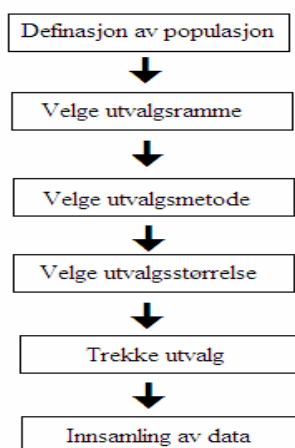 Definasjon av populasjon
Velge utvalgsramme
Velge utvalgsmetode
Velge utvalgsstørrelse
Trekke utvalg
Innsamling av data